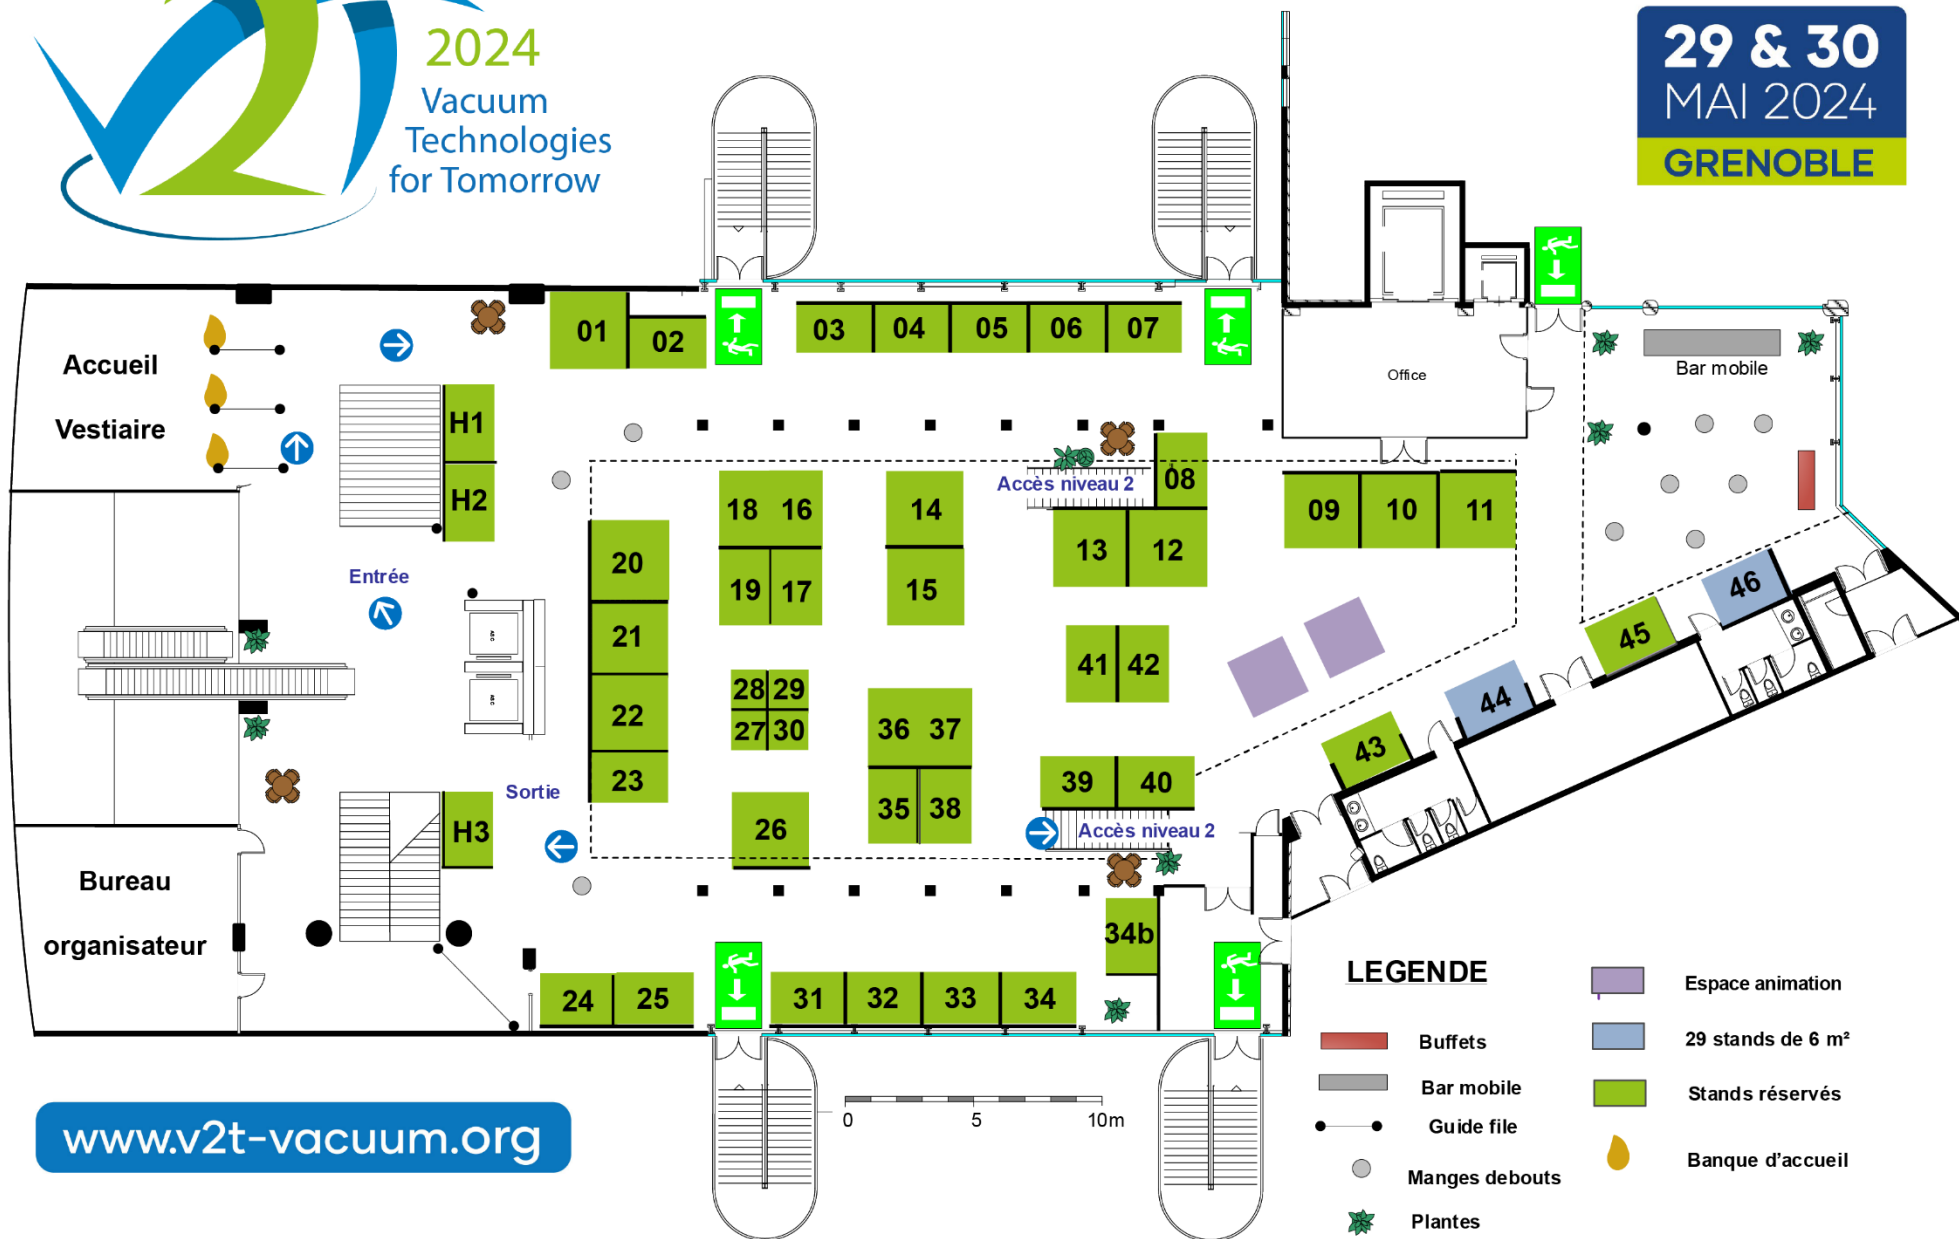 2024
Vacuum
Technologies
for Tomorrow
29 & 30
MAI 2024
GRENOBLE
Accueil
Vestiaire
01
02
03
04
05
06
07
Office
Bar mobile
H1
H2
Accès niveau 2
08
09
10
11
18
16
14
13
12
20
19
17
15
Entrée
21
41
42
46
45
44
43
28
29
27
30
22
36
37
23
39
40
Sortie
26
35
38
H3
Accès niveau 2
Bureau
organisateur
34b
24
25
31
32
33
34
0
5
10m
www.v2t-vacuum.org
LEGENDE
Buffets
Bar mobile
Guide file
Manges debouts
Plantes
Espace animation
29 stands de 6 m²
Stands réservés
Banque d'accueil